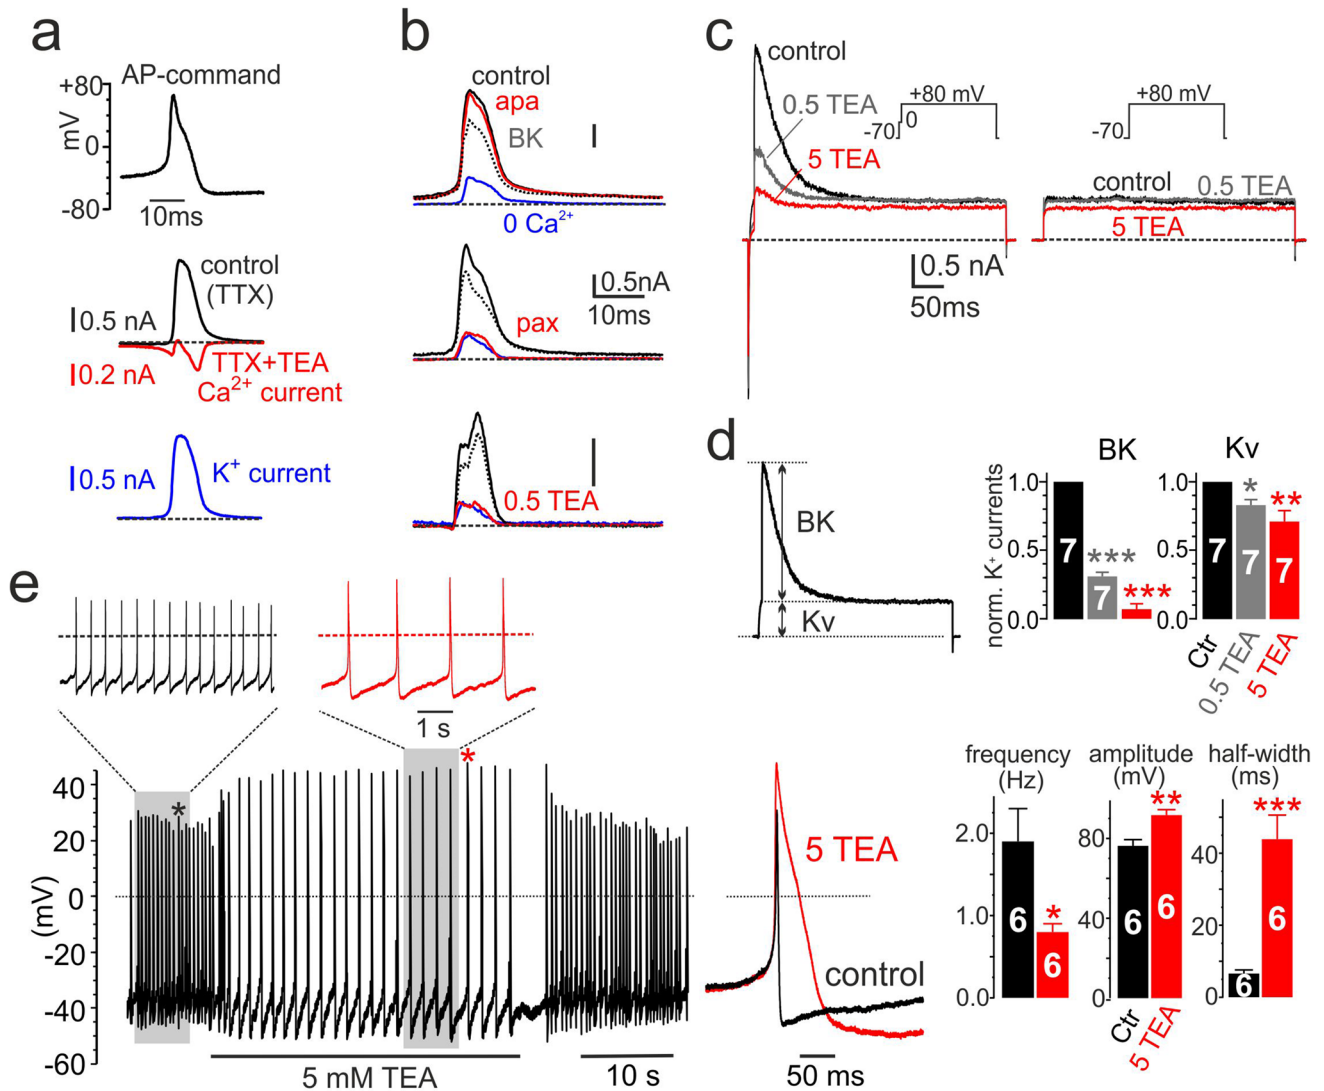 a
AP-command
+80
mV
0
-80
10ms
control
(TTX)
0.5 nA
0.2 nA
TTX+TEA
Ca²⁺ current
0.5 nA
K⁺ current
b
control
apa
BK
0 Ca²⁺
0.5nA
10ms
pax
0.5 TEA
c
control
0.5 TEA
5 TEA
+80 mV
0
-70
+80 mV
-70
control
0.5 TEA
5 TEA
0.5 nA
50ms
d
BK
Kv
BK
Kv
norm. K⁺ currents
1.0
0.5
0.0
7
***
7
***
1.0
0.5
0.0
7
*
7
**
7
Ctr
0.5 TEA
5 TEA
e
1 s
*
*
40
20
0
-20
-40
-60
(mV)
5 mM TEA
10 s
5 TEA
control
50 ms
frequency
(Hz)
2.0
1.0
0.0
6
*
6
amplitude
(mV)
80
40
0
6
**
6
Ctr
5 TEA
half-width
(ms)
40
20
0
6
***
6